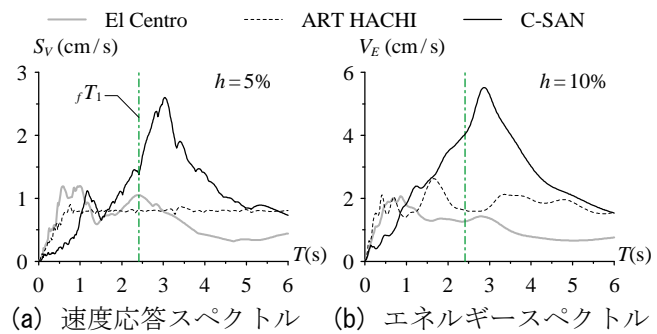 El Centro ART HACHI C-SAN
S_V (cm/s) V_E (cm/s)
3 h=5% 6 h=10%
fT1
2 4
1 2
T(s) T(s)
0 0
0 1 2 3 4 5 6 0 1 2 3 4 5 6
(a) 速度応答スペクトル (b) エネルギースペクトル